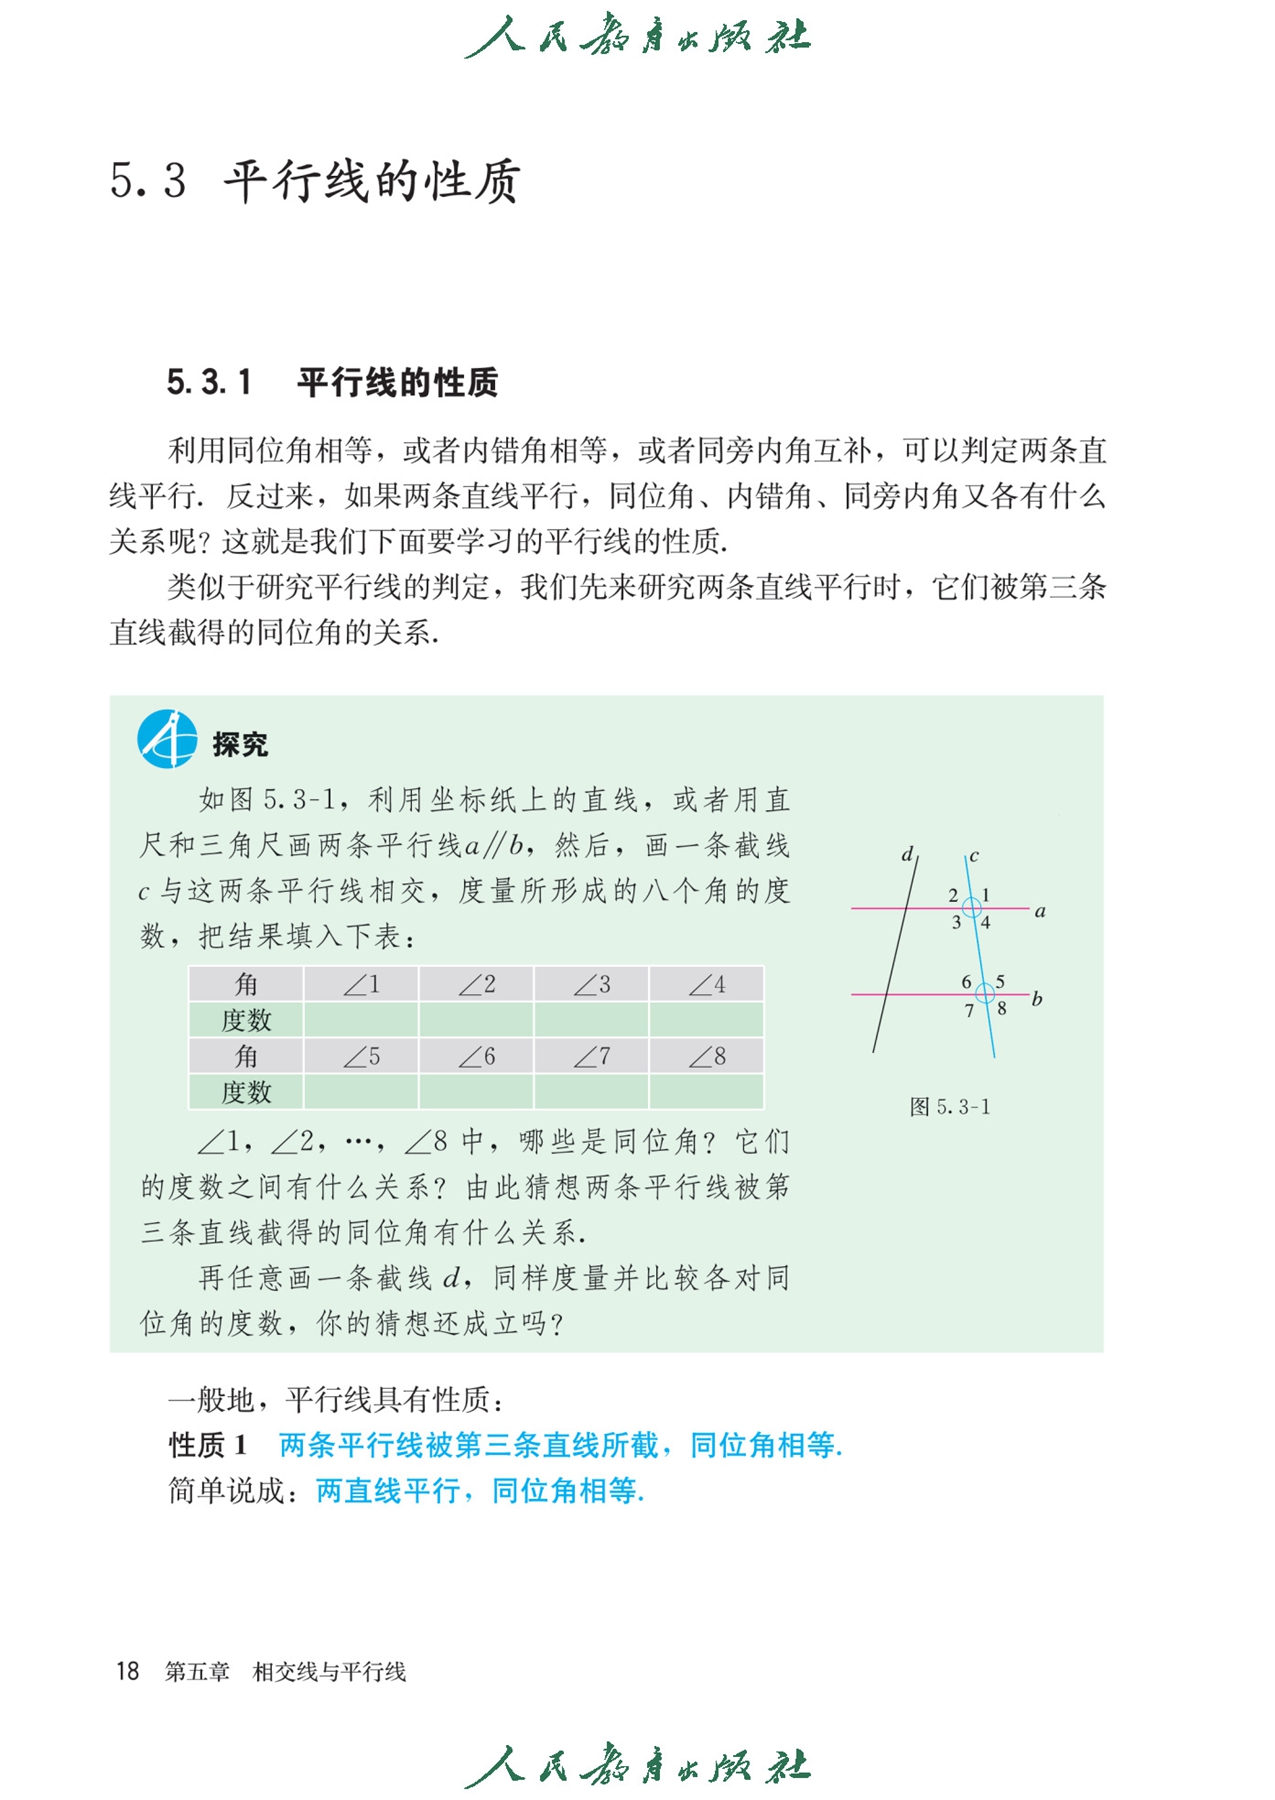 人民教育出版社
5.3 平行线的性质
5.3.1 平行线的性质
利用同位角相等，或者内错角相等，或者同旁内角互补，可以判定两条直
线平行．反过来，如果两条直线平行，同位角、内错角、同旁内角又各有什么
关系呢？这就是我们下面要学习的平行线的性质．
类似于研究平行线的判定，我们先来研究两条直线平行时，它们被第三条
直线截得的同位角的关系．
探究
如图 5.3-1，利用坐标纸上的直线，或者用直
尺和三角尺画两条平行线a∥b，然后，画一条截线
c 与这两条平行线相交，度量所形成的八个角的度
数，把结果填入下表：
角 ∠1 ∠2 ∠3 ∠4
度数
角 ∠5 ∠6 ∠7 ∠8
度数
d c
2 1
a
3 4
6 5
b
7 8
图 5.3-1
∠1，∠2，…，∠8 中，哪些是同位角？它们
的度数之间有什么关系？由此猜想两条平行线被第
三条直线截得的同位角有什么关系．
再任意画一条截线 d，同样度量并比较各对同
位角的度数，你的猜想还成立吗？
一般地，平行线具有性质：
性质 1 两条平行线被第三条直线所截，同位角相等．
简单说成：两直线平行，同位角相等．
18 第五章 相交线与平行线
人民教育出版社